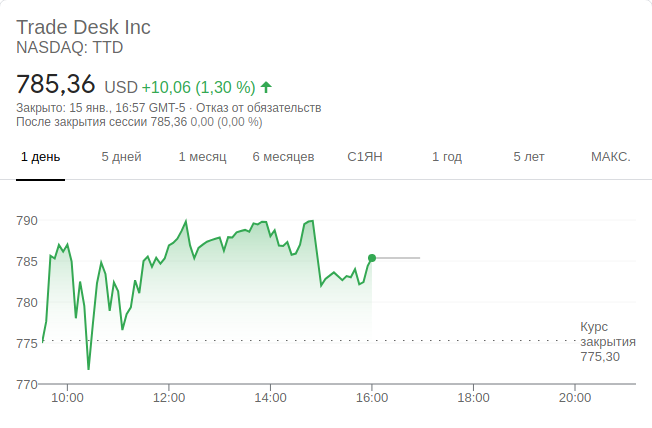 Trade Desk Inc
NASDAQ: TTD
785,36 USD +10,06 (1,30 %)
Закрыто: 15 янв., 16:57 GMT-5 · Отказ от обязательств
После закрытия сессии 785,36 0,00 (0,00 %)
1 день 5 дней 1 месяц 6 месяцев С1ЯН 1 год 5 лет МАКС.
790
785
780
775
770
Курс
закрытия
775,30
10:00 12:00 14:00 16:00 18:00 20:00